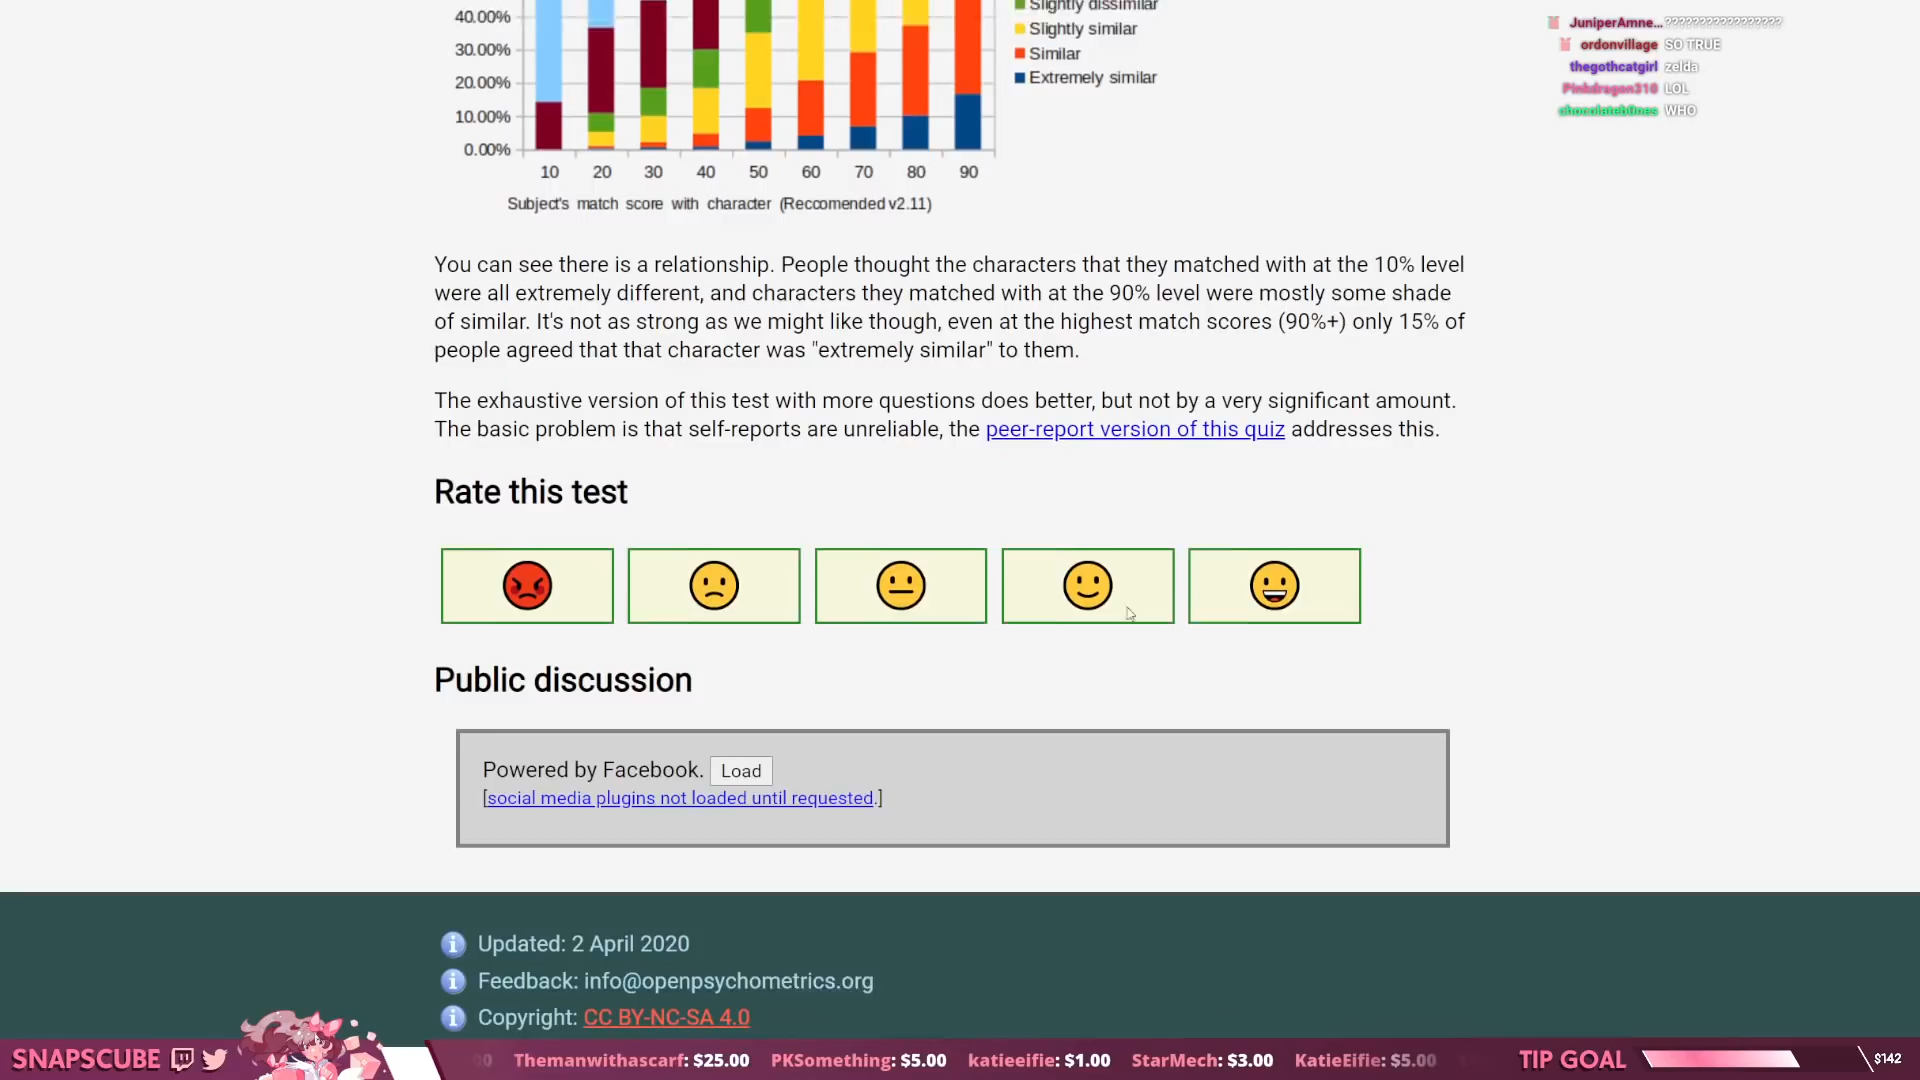 40.00%
30.00%
20.00%
10.00%
0.00%
10 20 30 40 50 60 70 80 90
Subject's match score with character (Reccomended v2.11)
Slightly dissimilar
Slightly similar
Similar
Extremely similar
JuniperAmne... ?????????????????
ordonvillage SO TRUE
thegothcatgirl zelda
Pinkdragon310 LOL
WHO
You can see there is a relationship. People thought the characters that they matched with at the 10% level
were all extremely different, and characters they matched with at the 90% level were mostly some shade
of similar. It's not as strong as we might like though, even at the highest match scores (90%+) only 15% of
people agreed that that character was "extremely similar" to them.
The exhaustive version of this test with more questions does better, but not by a very significant amount.
The basic problem is that self-reports are unreliable, the peer-report version of this quiz addresses this.
Rate this test
Public discussion
Powered by Facebook. Load
[social media plugins not loaded until requested.]
Updated: 2 April 2020
Feedback: info@openpsychometrics.org
Copyright: CC BY-NC-SA 4.0
SNAPSCUBE
00 Themanwithascarf: $25.00 PKSomething: $5.00 katieeifie: $1.00 StarMech: $3.00 KatieEifie: $5.00
TIP GOAL $142